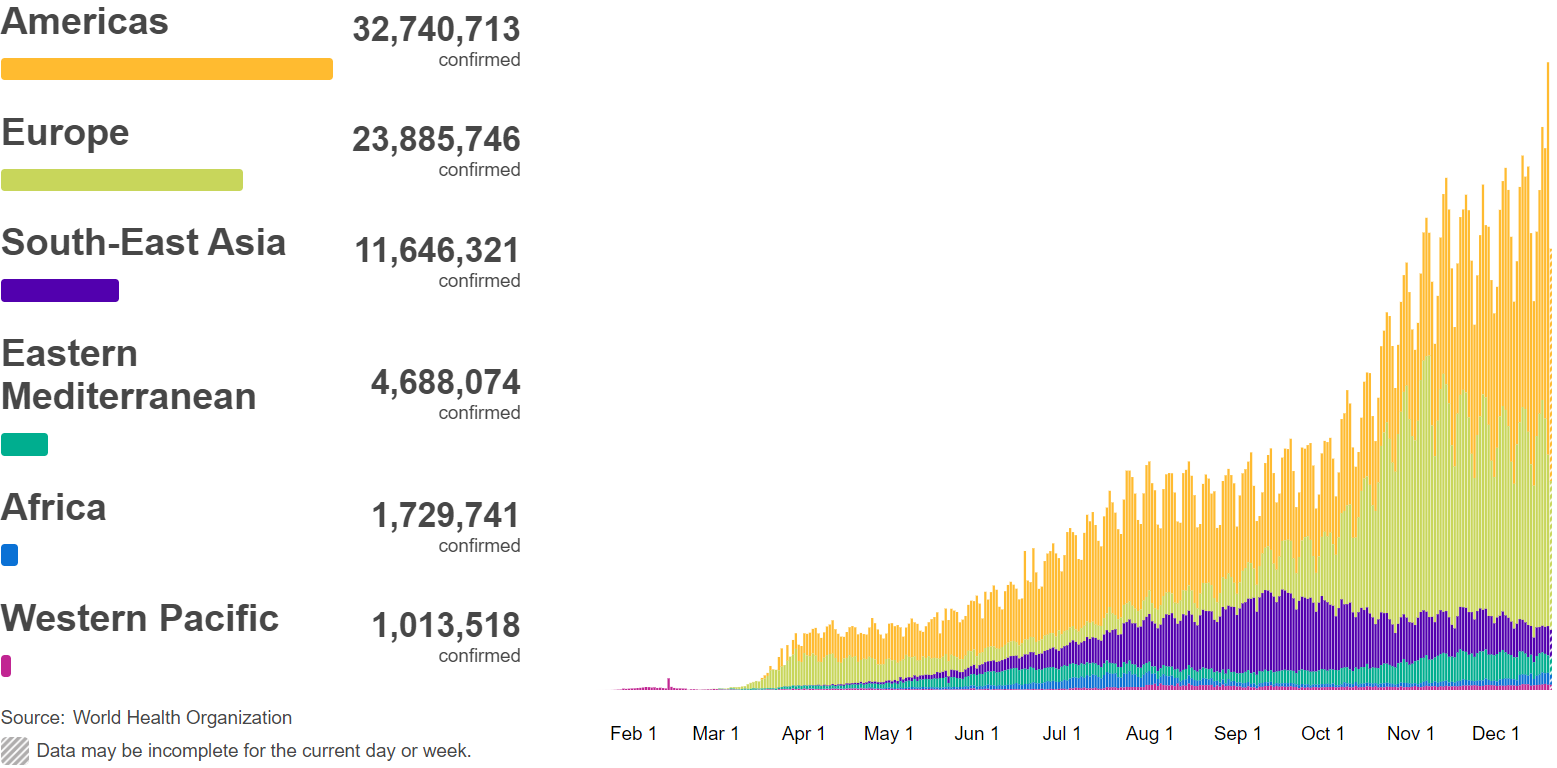 Americas
32,740,713
confirmed
Europe
23,885,746
confirmed
South-East Asia
11,646,321
confirmed
Eastern
Mediterranean
4,688,074
confirmed
Africa
1,729,741
confirmed
Western Pacific
1,013,518
confirmed
Source: World Health Organization
Data may be incomplete for the current day or week.
Feb 1 Mar 1 Apr 1 May 1 Jun 1 Jul 1 Aug 1 Sep 1 Oct 1 Nov 1 Dec 1